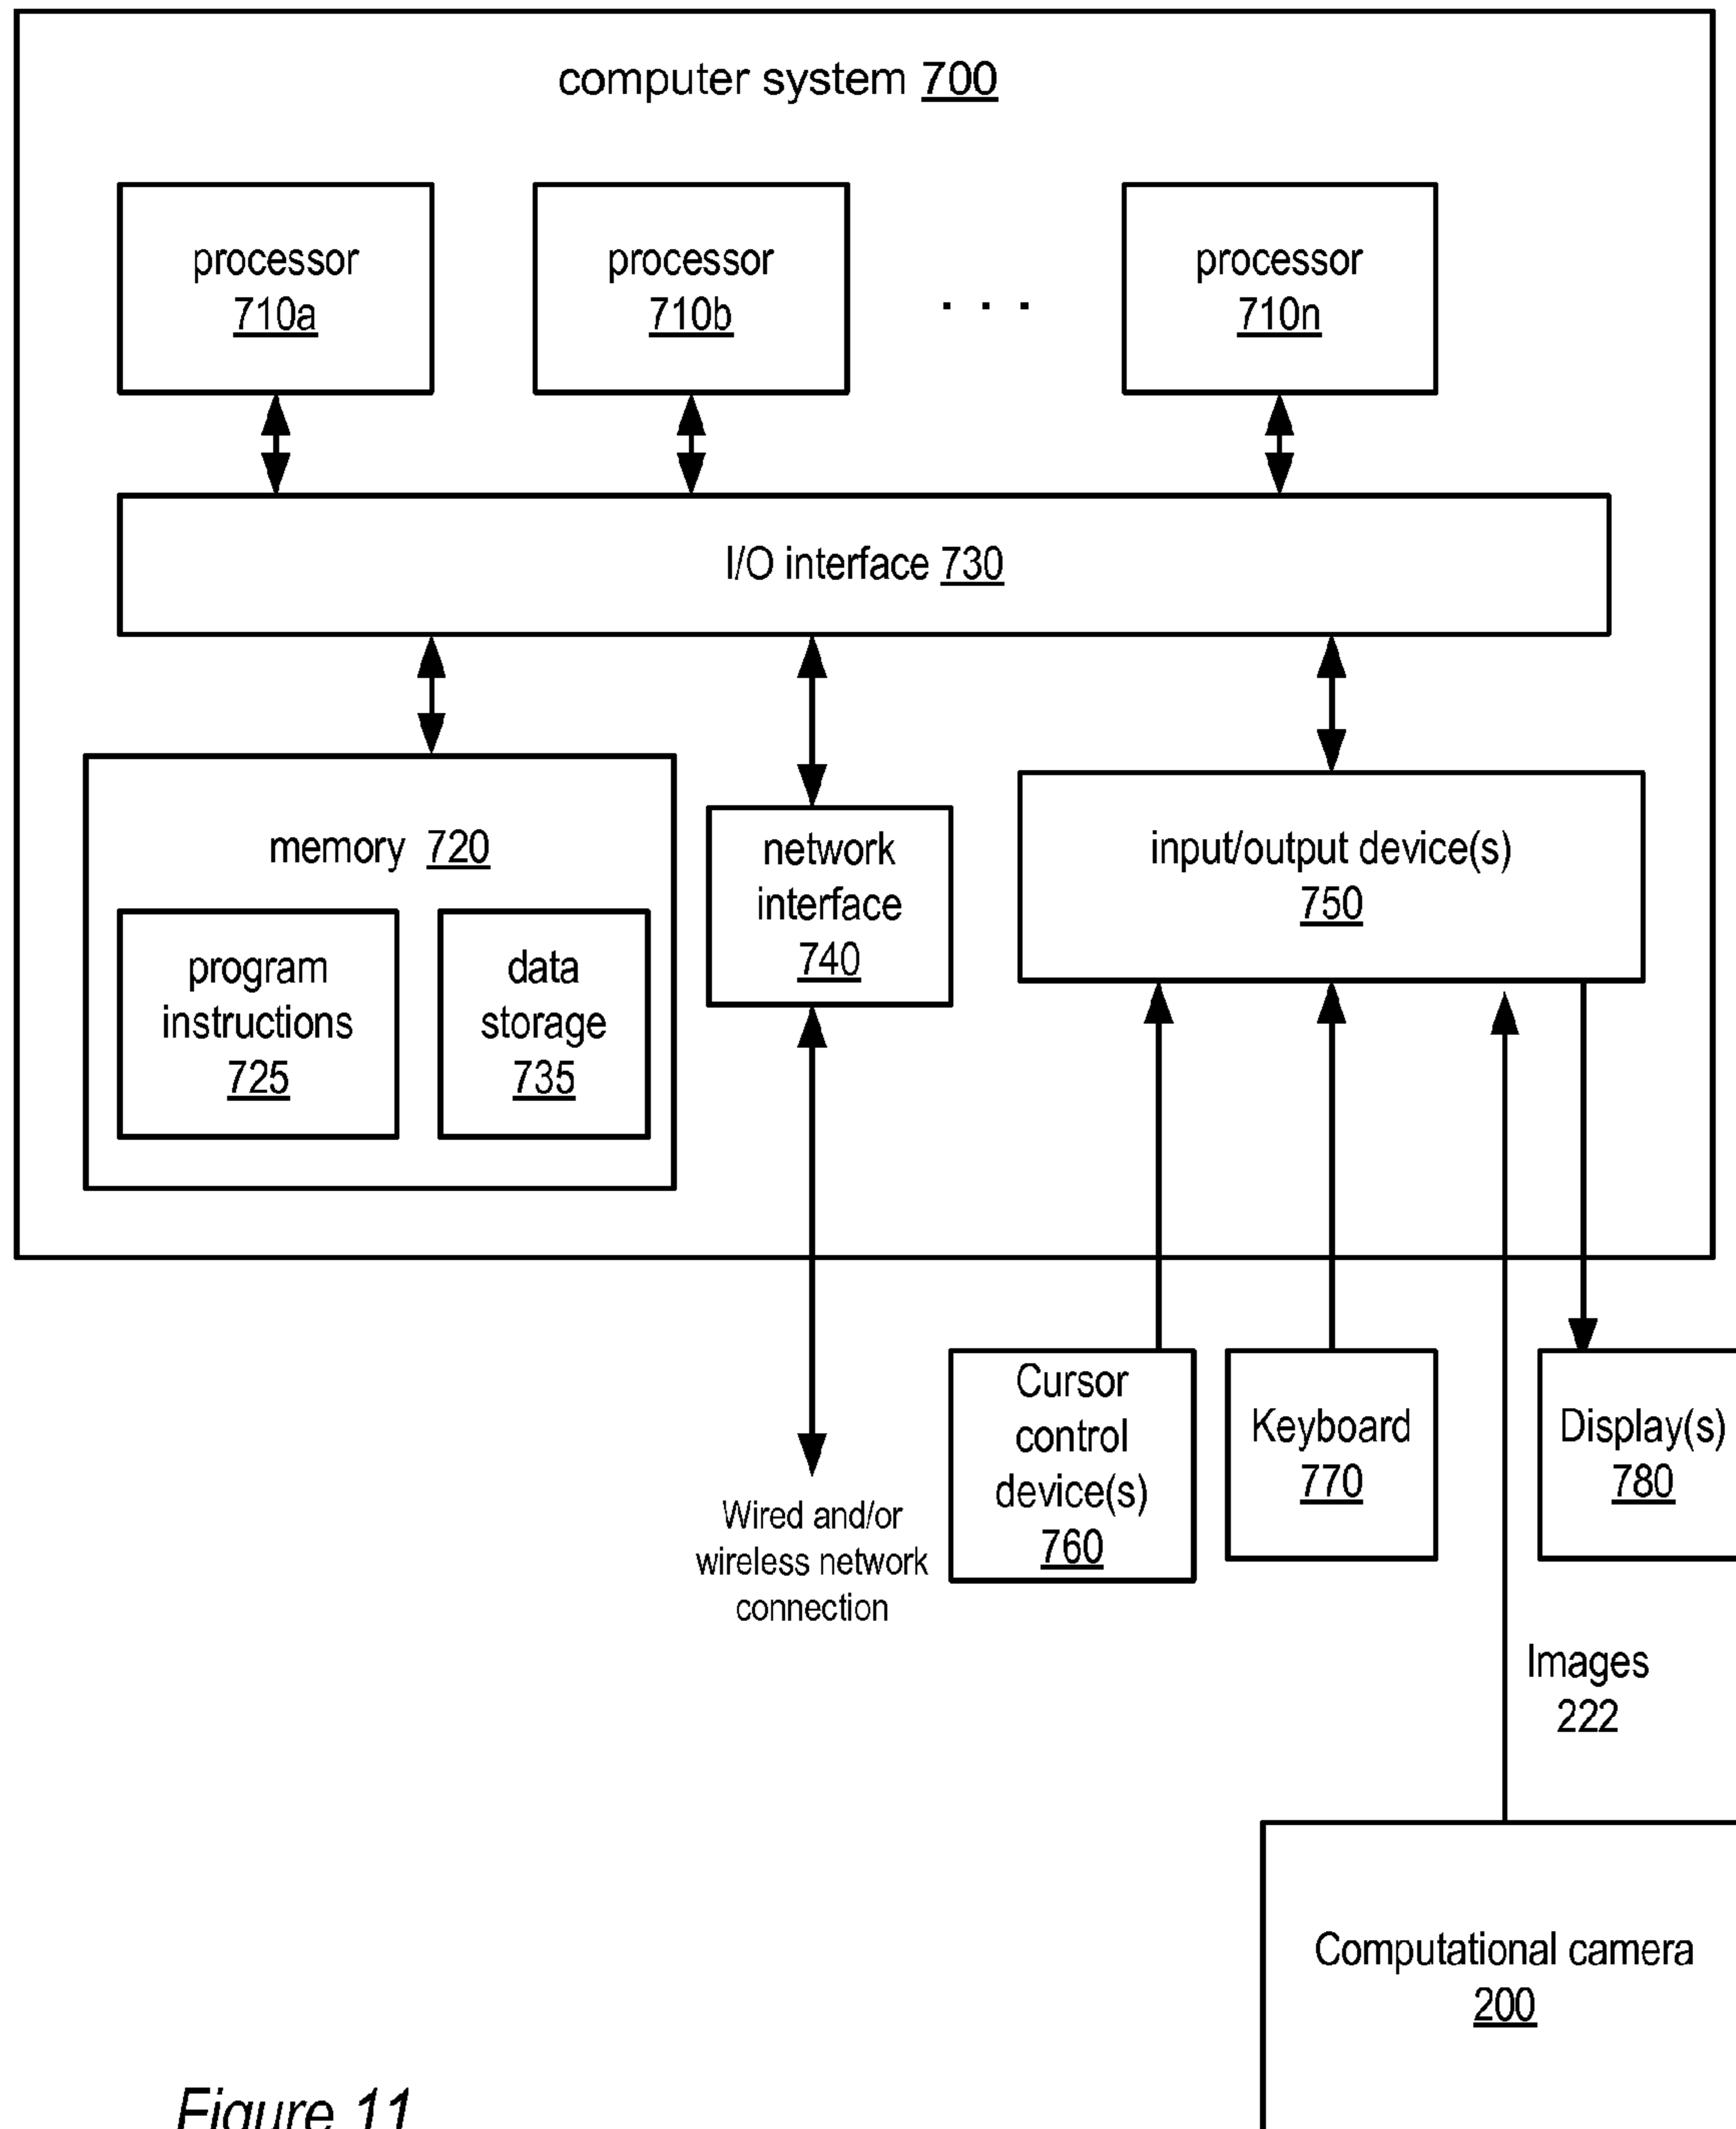 computer system 700
processor
710a
processor
710b
. . .
processor
710n
I/O interface 730
memory 720
program
instructions
725
data
storage
735
network
interface
740
input/output device(s)
750
Wired and/or
wireless network
connection
Cursor
control
device(s)
760
Keyboard
770
Display(s)
780
Images
222
Computational camera
200
Figure 11